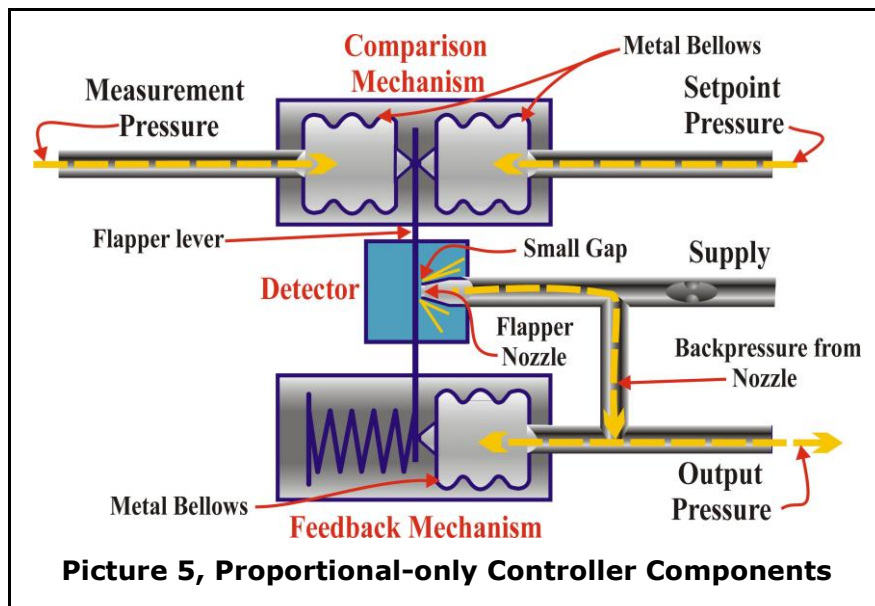 Comparison
Mechanism
Metal Bellows
Measurement
Pressure
Setpoint
Pressure
Flapper lever
Small Gap
Supply
Detector
Flapper
Nozzle
Backpressure from
Nozzle
Metal Bellows
Feedback Mechanism
Output
Pressure
Picture 5, Proportional-only Controller Components